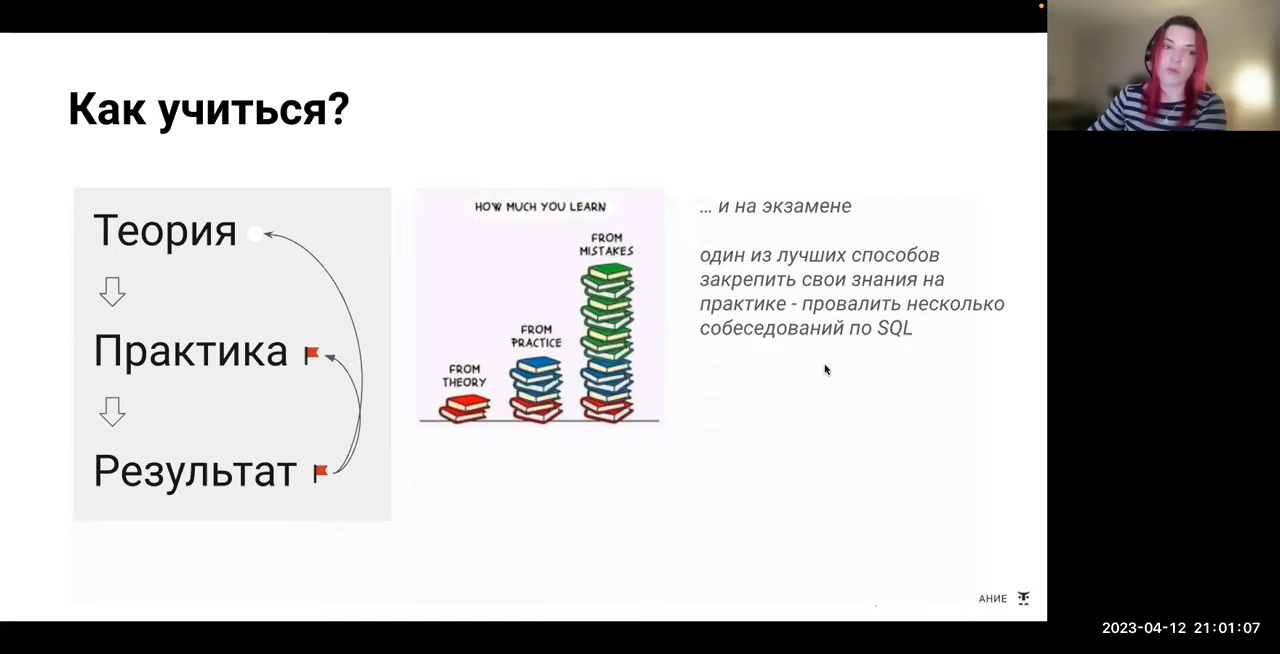 Как учиться?
Теория
Практика
Результат
HOW MUCH YOU LEARN
FROM
THEORY
FROM
PRACTICE
FROM
MISTAKES
… и на экзамене
один из лучших способов
закрепить свои знания на
практике - провалить несколько
собеседований по SQL
АНИЕ
2023-04-12 21:01:07